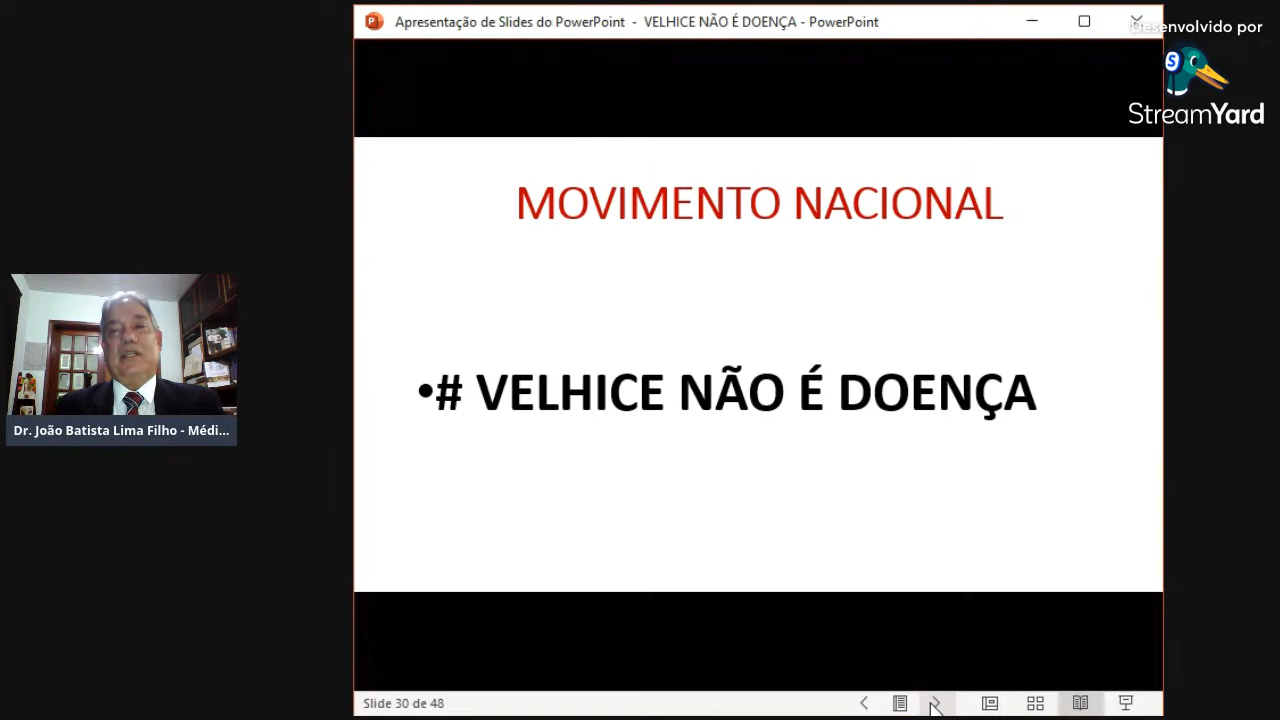 Apresentação de Slides do PowerPoint - VELHICE NÃO É DOENÇA - PowerPoint
Desenvolvido por
StreamYard
MOVIMENTO NACIONAL
•# VELHICE NÃO É DOENÇA
Dr. João Batista Lima Filho - Médi...
Slide 30 de 48